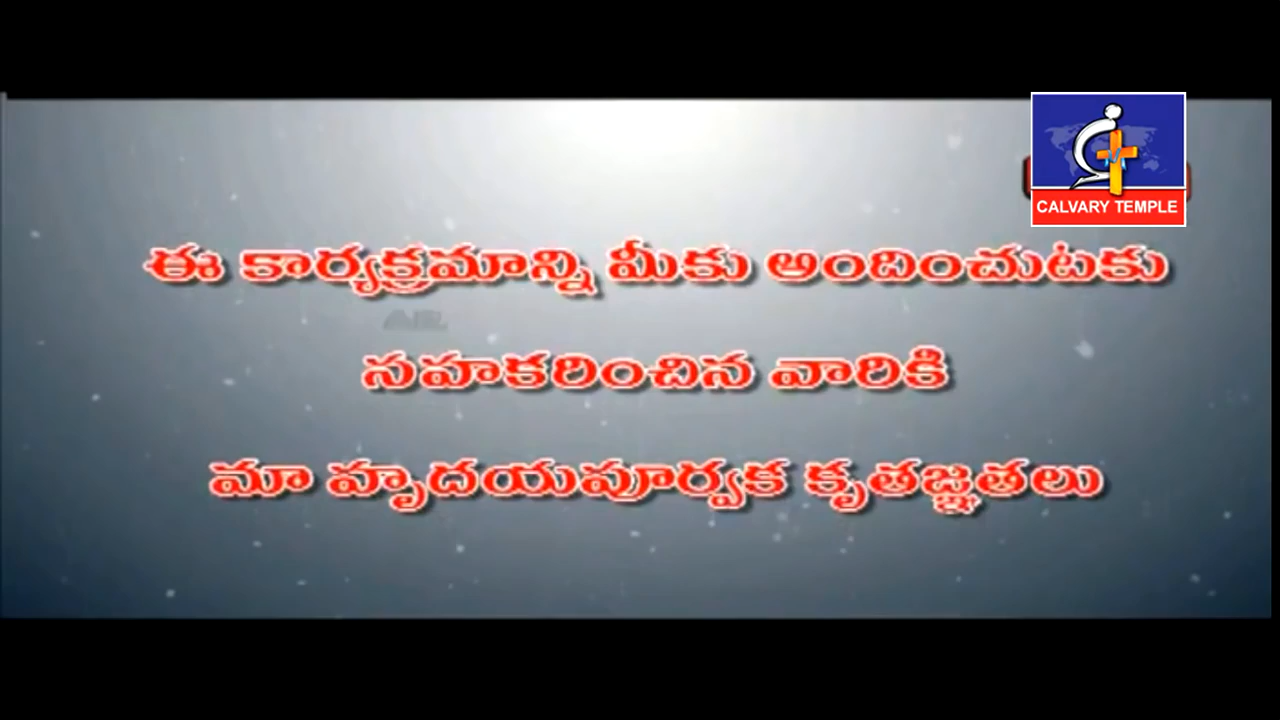 CALVARY TEMPLE
ఈ కార్యక్రమాన్ని మీకు అందించుటకు
సహకరించిన వారికి
మా హృదయపూర్వక కృతజ్ఞతలు